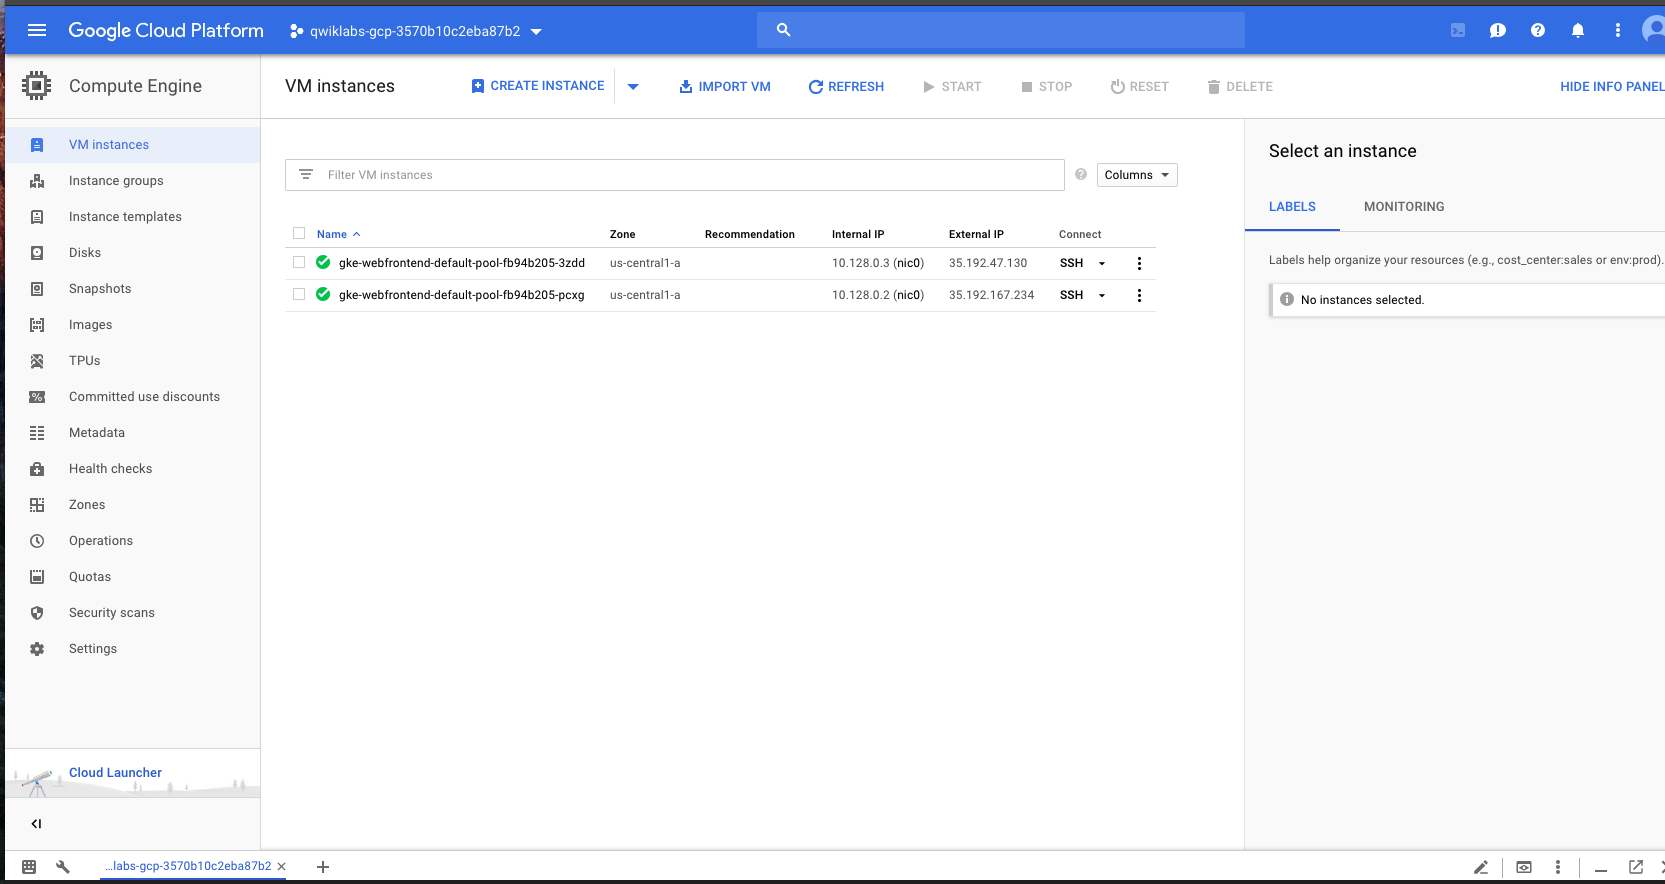 Google Cloud Platform
qwiklabs-gcp-3570b10c2eba87b2
Compute Engine
VM instances
CREATE INSTANCE
IMPORT VM
REFRESH
START
STOP
RESET
DELETE
HIDE INFO PANEL
VM instances
Instance groups
Instance templates
Disks
Snapshots
Images
TPUs
Committed use discounts
Metadata
Health checks
Zones
Operations
Quotas
Security scans
Settings
Cloud Launcher
Filter VM instances
Columns
Name Zone Recommendation Internal IP External IP Connect
gke-webfrontend-default-pool-fb94b205-3zdd us-central1-a 10.128.0.3 (nic0) 35.192.47.130 SSH
gke-webfrontend-default-pool-fb94b205-pcxg us-central1-a 10.128.0.2 (nic0) 35.192.167.234 SSH
Select an instance
LABELS MONITORING
Labels help organize your resources (e.g., cost_center:sales or env:prod).
No instances selected.
...labs-gcp-3570b10c2eba87b2